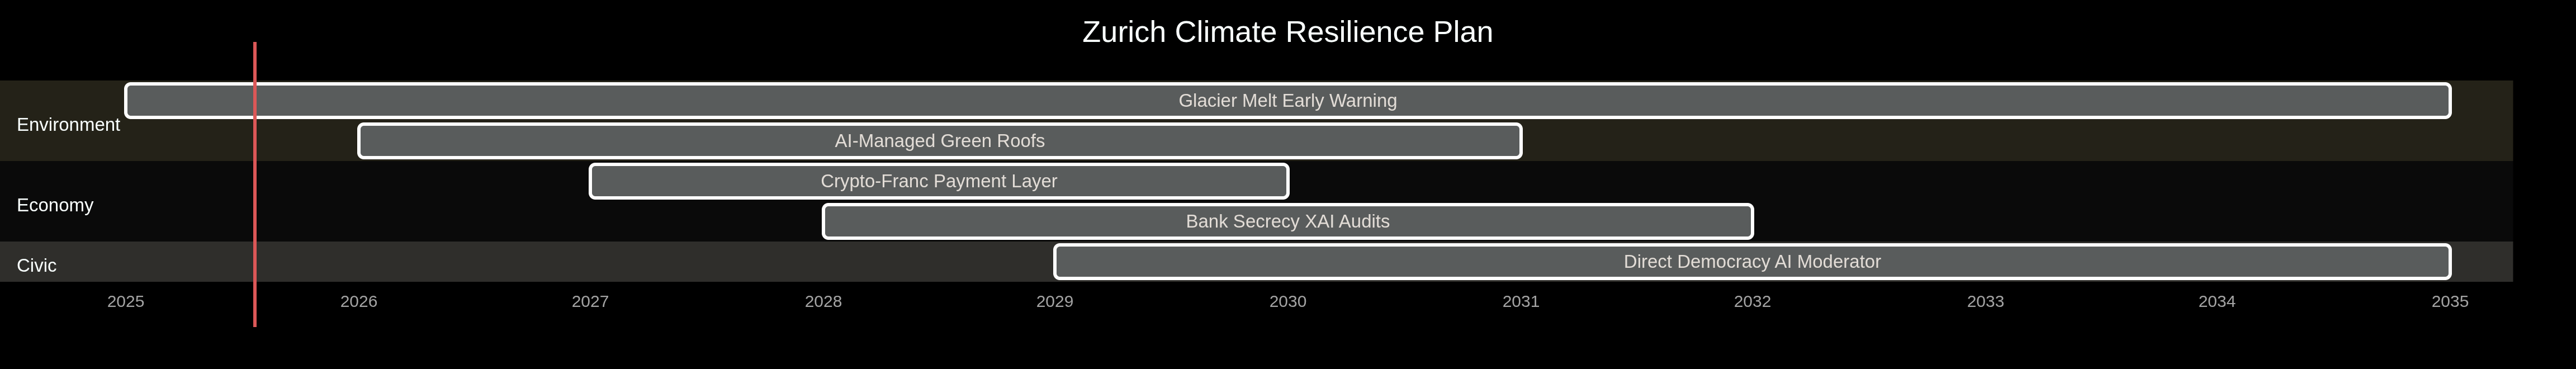 Zurich Climate Resilience Plan
Glacier Melt Early Warning
Environment
AI-Managed Green Roofs
Crypto-Franc Payment Layer
Economy
Bank Secrecy XAI Audits
Direct Democracy AI Moderator
Civic
2025 2026 2027 2028 2029 2030 2031 2032 2033 2034 2035